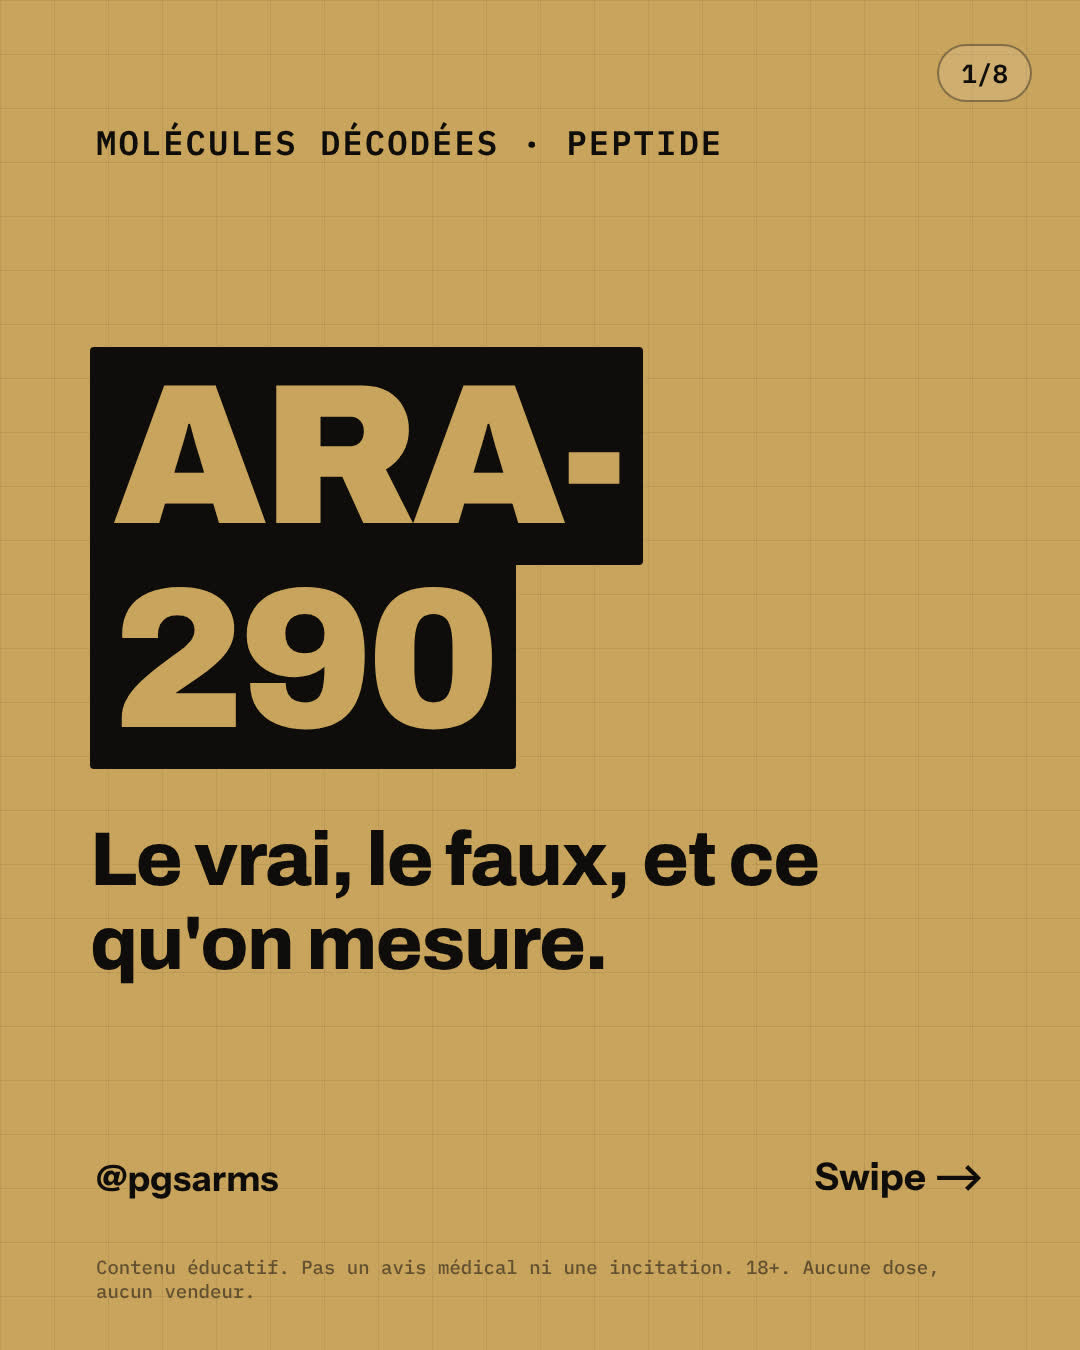 1/8
MOLÉCULES DÉCODÉES · PEPTIDE
ARA-
290
Le vrai, le faux, et ce
qu'on mesure.
@pgsarms
Swipe →
Contenu éducatif. Pas un avis médical ni une incitation. 18+. Aucune dose,
aucun vendeur.